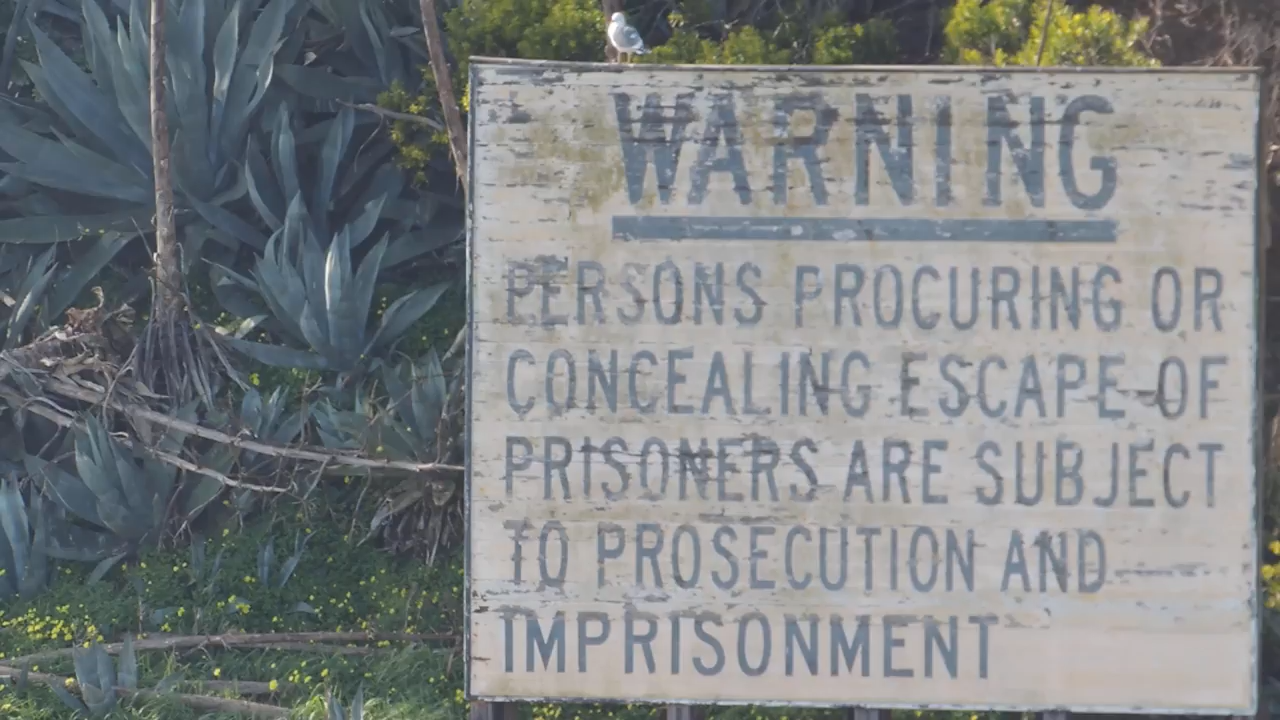 WARNING
PERSONS PROCURING OR
CONCEALING ESCAPE OF
PRISONERS ARE SUBJECT
TO PROSECUTION AND
IMPRISONMENT